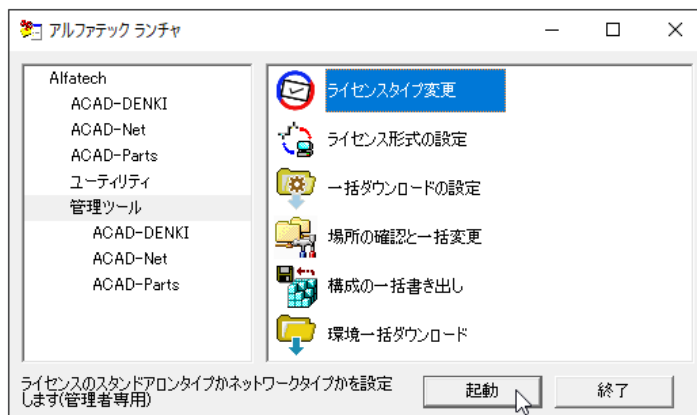 アルファテック ランチャ
Alfatech
ACAD-DENKI
ACAD-Net
ACAD-Parts
ユーティリティ
管理ツール
ACAD-DENKI
ACAD-Net
ACAD-Parts
ライセンスタイプ変更
ライセンス形式の設定
一括ダウンロードの設定
場所の確認と一括変更
構成の一括書き出し
環境一括ダウンロード
ライセンスのスタンドアロンタイプかネットワークタイプかを設定
します(管理者専用)
起動
終了